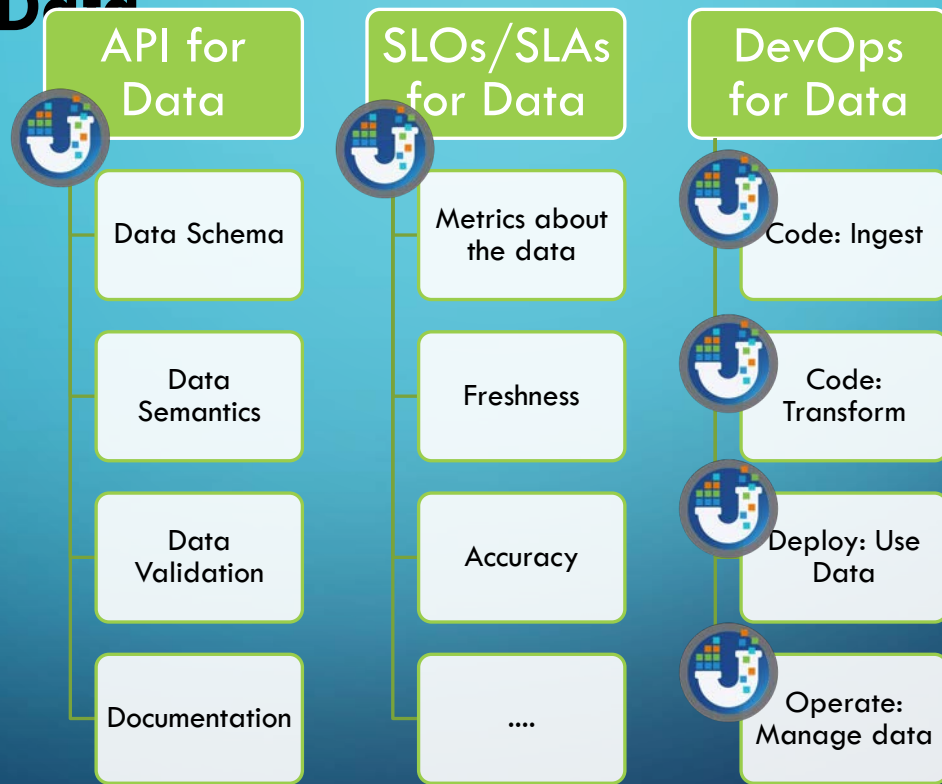 Data
API for
Data
Data Schema
Data
Semantics
Data
Validation
Documentation
SLOs/SLAs
for Data
Metrics about
the data
Freshness
Accuracy
....
DevOps
for Data
Code: Ingest
Code:
Transform
Deploy: Use
Data
Operate:
Manage data